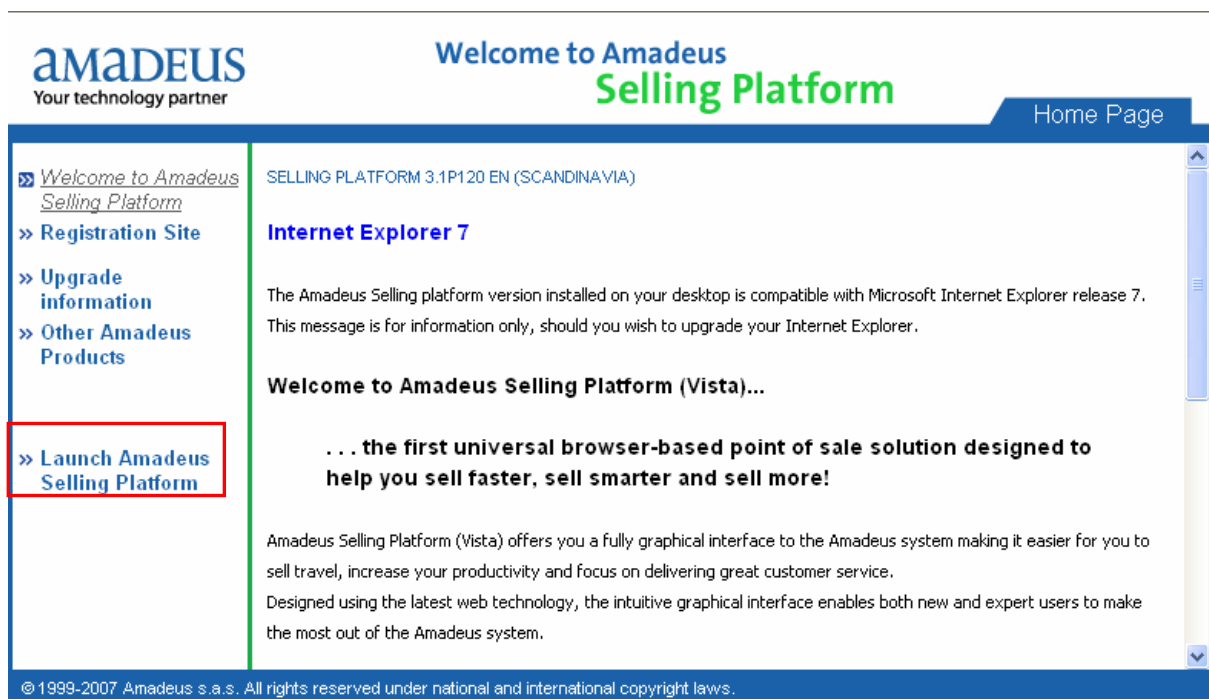 amadeus
Your technology partner
Welcome to Amadeus
Selling Platform
Home Page
» Welcome to Amadeus
Selling Platform
» Registration Site
» Upgrade
information
» Other Amadeus
Products
» Launch Amadeus
Selling Platform
SELLING PLATFORM 3.1P120 EN (SCANDINAVIA)
Internet Explorer 7
The Amadeus Selling platform version installed on your desktop is compatible with Microsoft Internet Explorer release 7.
This message is for information only, should you wish to upgrade your Internet Explorer.
Welcome to Amadeus Selling Platform (Vista)...
. . . the first universal browser-based point of sale solution designed to
help you sell faster, sell smarter and sell more!
Amadeus Selling Platform (Vista) offers you a fully graphical interface to the Amadeus system making it easier for you to
sell travel, increase your productivity and focus on delivering great customer service.
Designed using the latest web technology, the intuitive graphical interface enables both new and expert users to make
the most out of the Amadeus system.
© 1999-2007 Amadeus s.a.s. All rights reserved under national and international copyright laws.